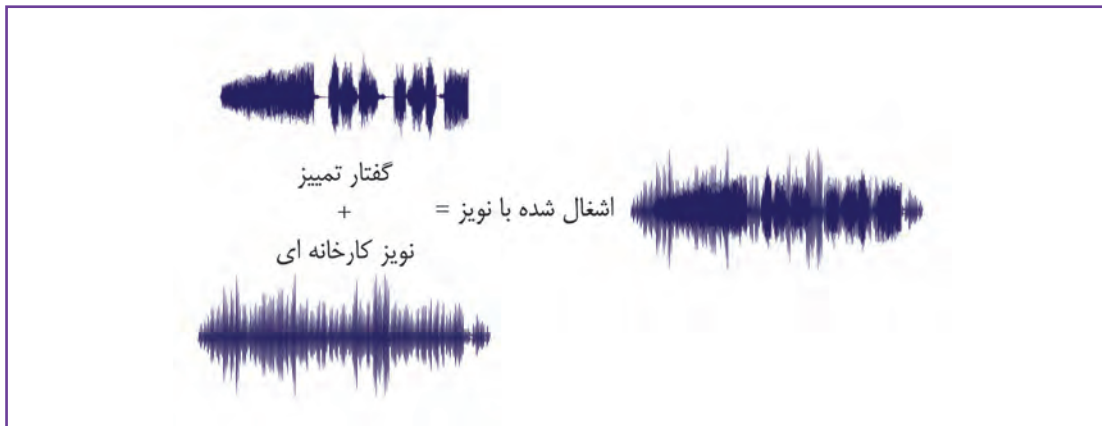 گفتار تمییز
+
اشغال شده با نویز =
نویز کارخانه ای